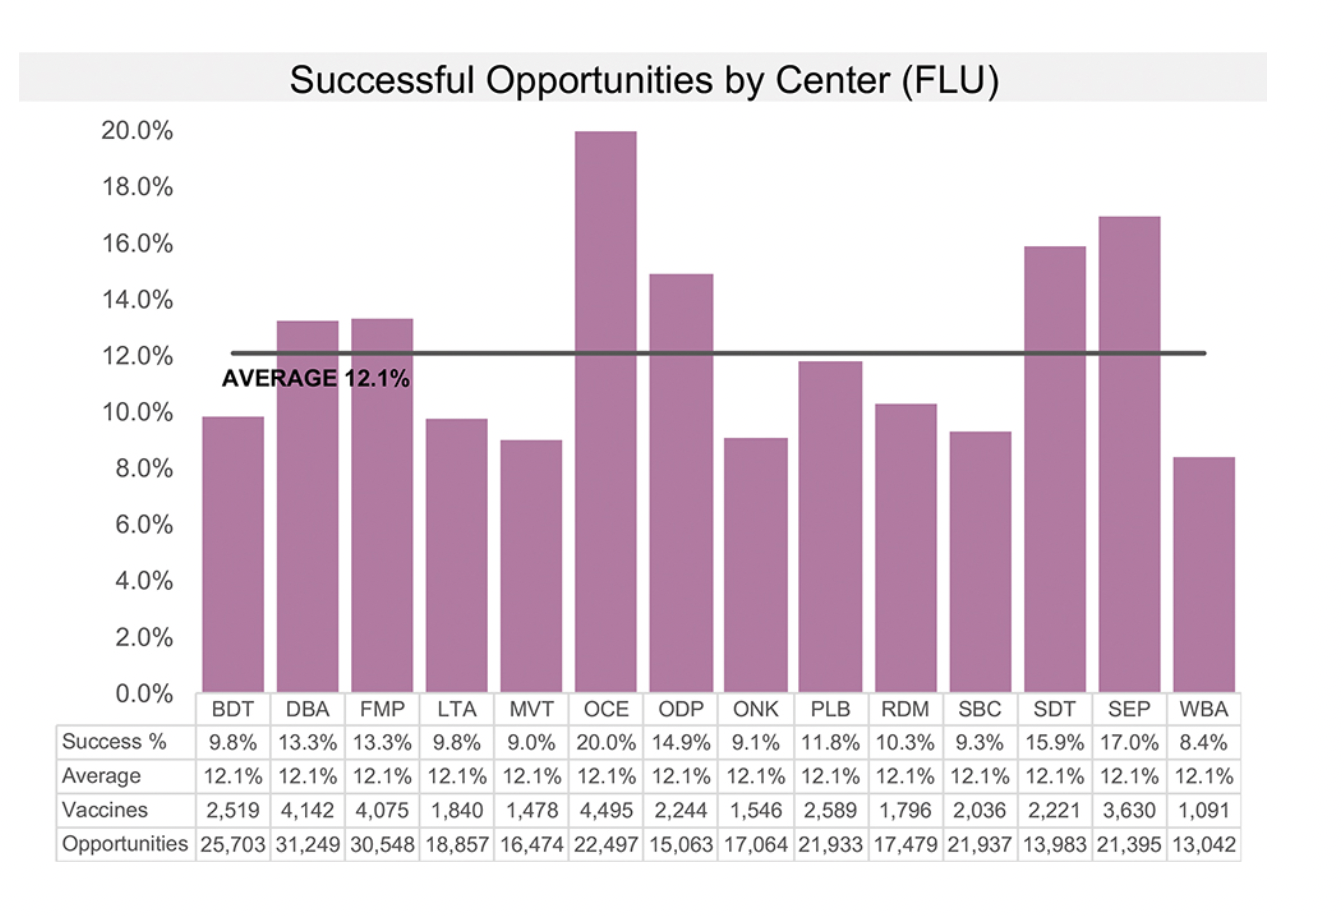 Successful Opportunities by Center (FLU)
20.0%
18.0%
16.0%
14.0%
12.0%
AVERAGE 12.1%
10.0%
8.0%
6.0%
4.0%
2.0%
0.0%
BDT DBA FMP LTA MVT OCE ODP ONK PLB RDM SBC SDT SEP WBA
Success % 9.8% 13.3% 13.3% 9.8% 9.0% 20.0% 14.9% 9.1% 11.8% 10.3% 9.3% 15.9% 17.0% 8.4%
Average 12.1% 12.1% 12.1% 12.1% 12.1% 12.1% 12.1% 12.1% 12.1% 12.1% 12.1% 12.1% 12.1% 12.1%
Vaccines 2,519 4,142 4,075 1,840 1,478 4,495 2,244 1,546 2,589 1,796 2,036 2,221 3,630 1,091
Opportunities 25,703 31,249 30,548 18,857 16,474 22,497 15,063 17,064 21,933 17,479 21,937 13,983 21,395 13,042